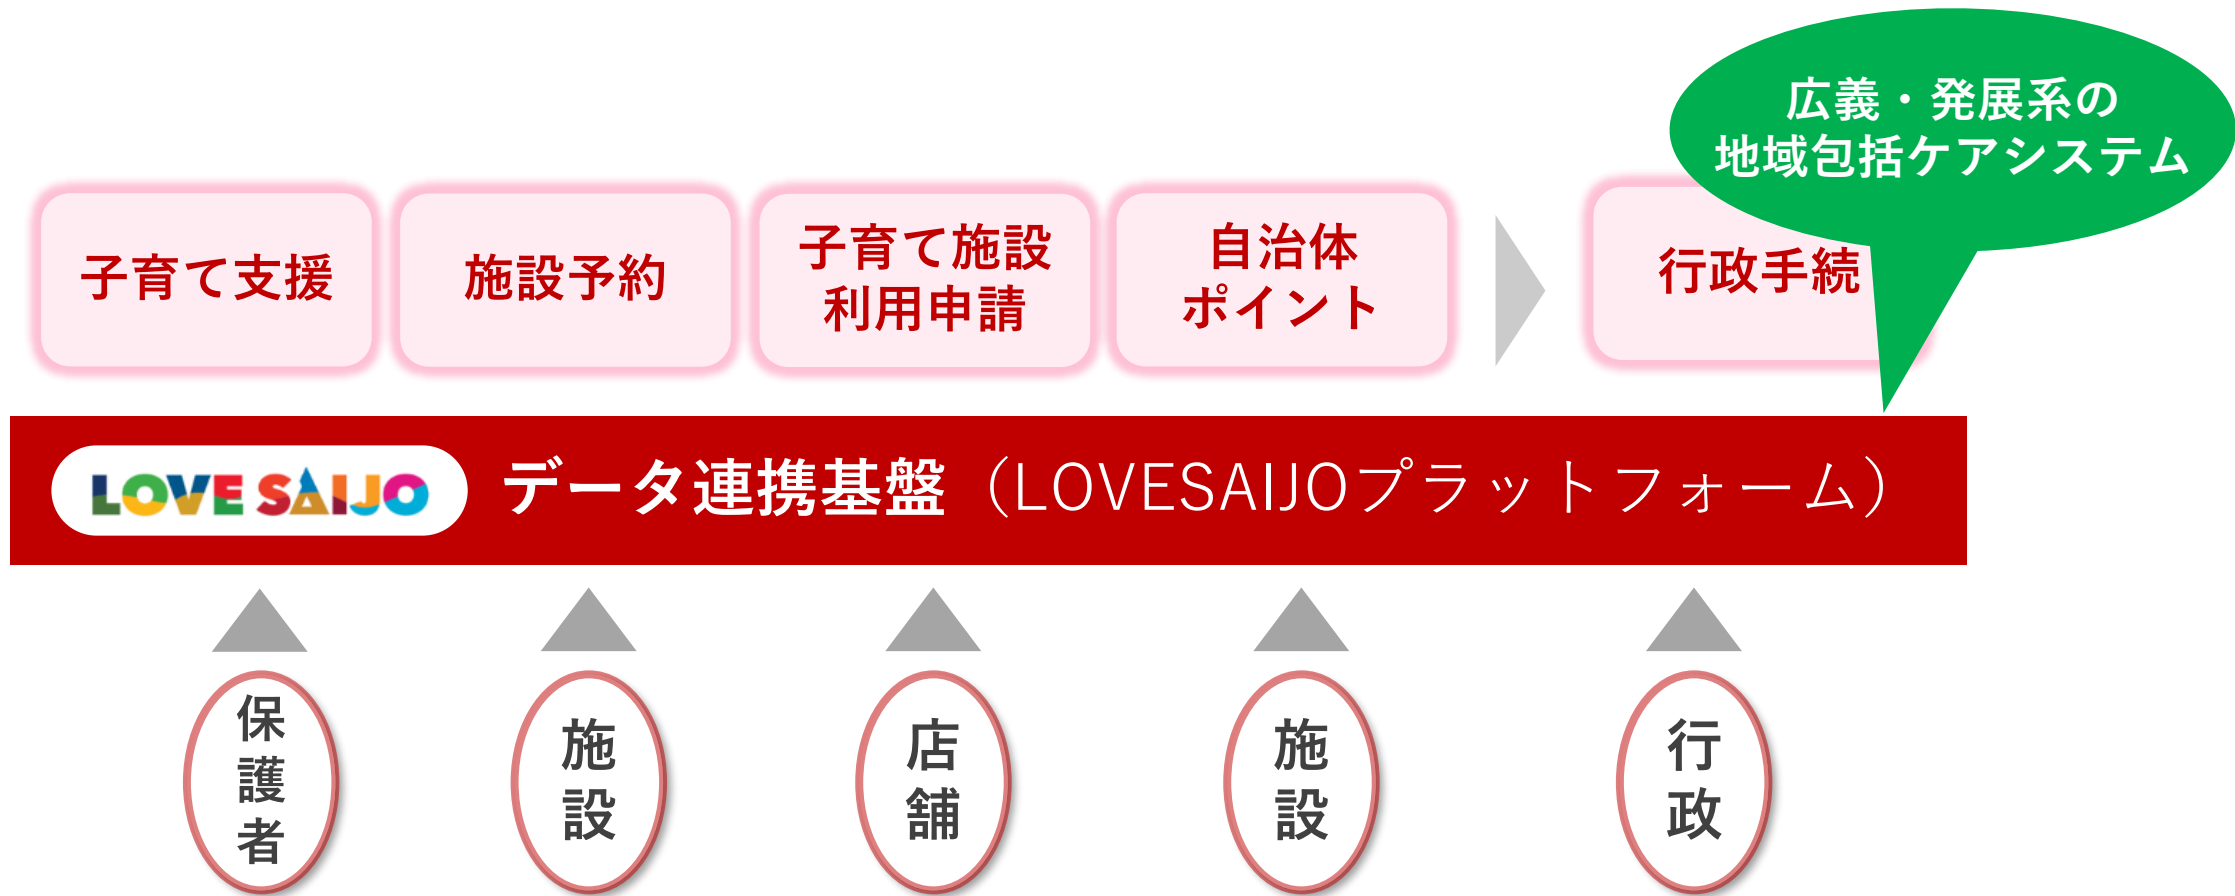 広義・発展系の
地域包括ケアシステム
子育て支援
施設予約
子育て施設
利用申請
自治体
ポイント
行政手続
LOVE SAIJO
データ連携基盤（LOVESAIJOプラットフォーム）
保護者
施設
店舗
施設
行政